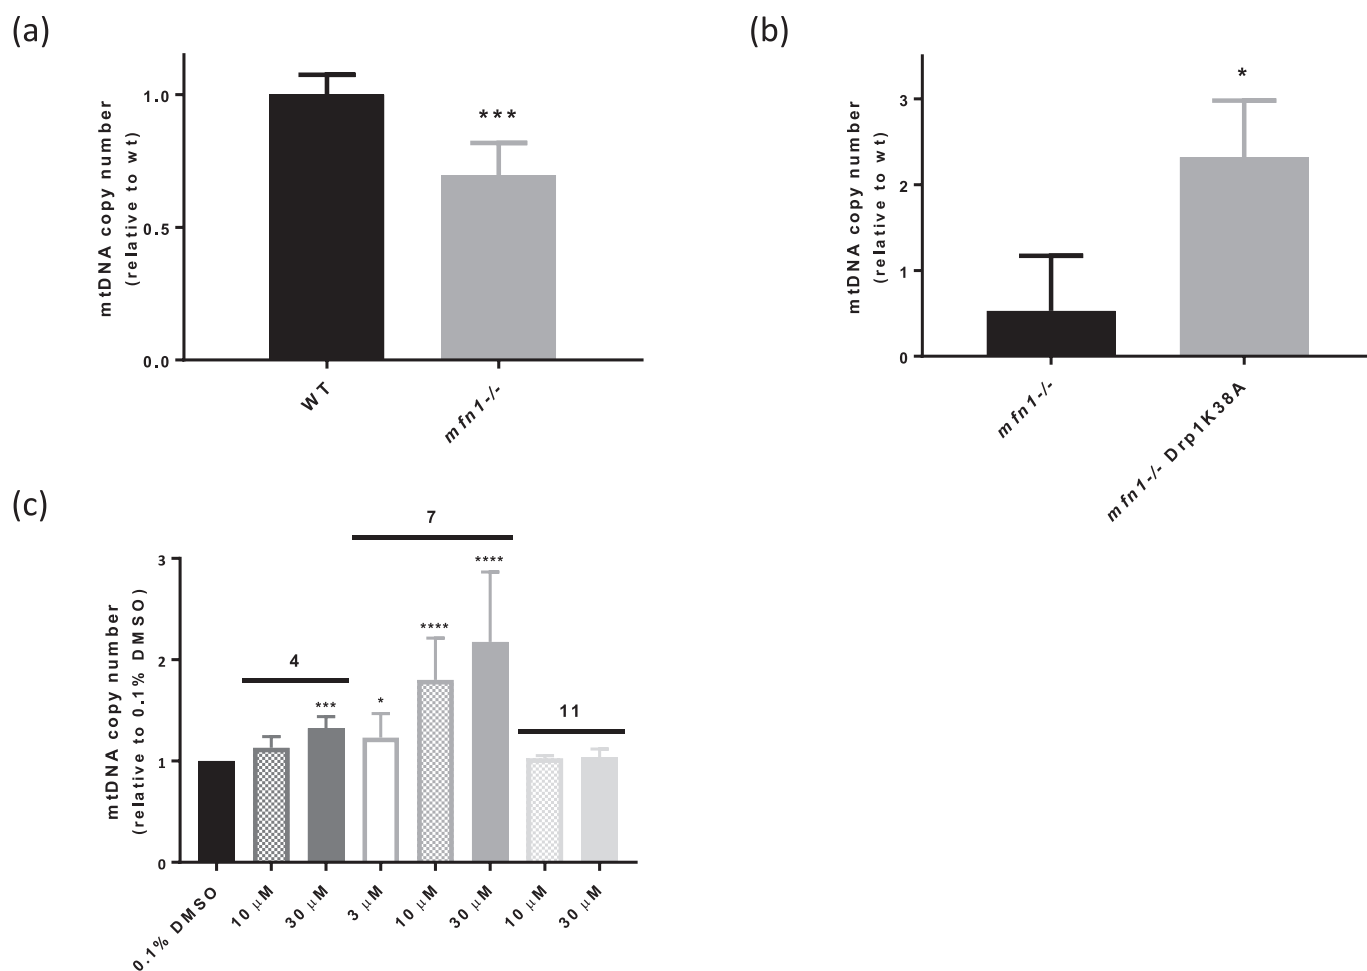 (a)
mtDNA copy number
(relative to wt)
1.0
0.5
0.0
***
WT
mfn1-/-
(b)
mtDNA copy number
(relative to wt)
3
2
1
0
*
mfn1-/-
mfn1-/- Drp1K38A
(c)
mtDNA copy number
(relative to 0.1% DMSO)
3
2
1
0
4
7
11
***
*
****
****
0.1% DMSO
10 μM
30 μM
3 μM
10 μM
30 μM
10 μM
30 μM